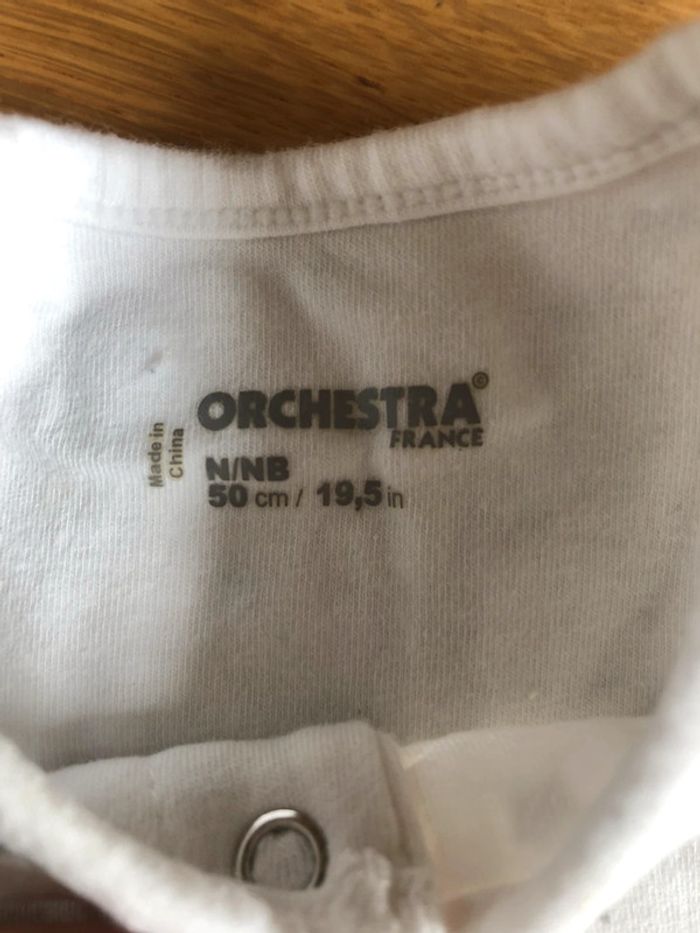 ORCHESTRA©
FRANCE
Made in
China
N/NB
50 cm / 19,5 in